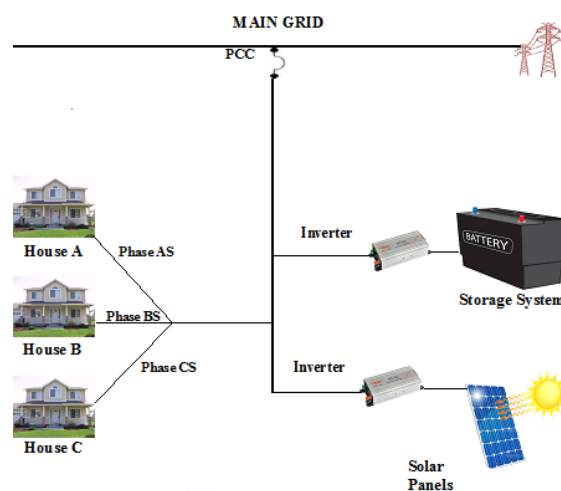 MAIN GRID
PCC
House A
Phase AS
Inverter
BATTERY
Storage System
House B
Phase BS
Phase CS
Inverter
House C
Solar
Panels